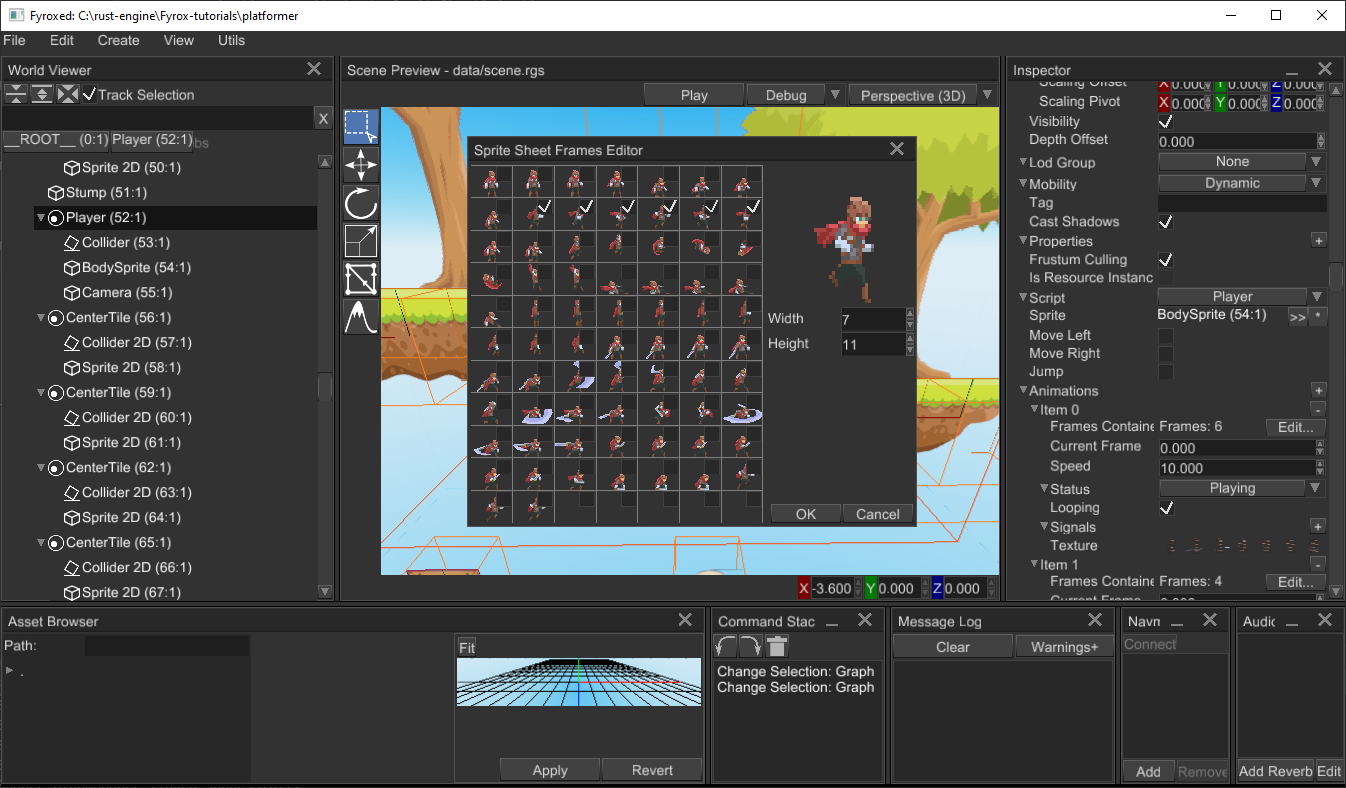 Fyroxed: C:\rust-engine\Fyrox-tutorials\platformer
File Edit Create View Utils
World Viewer
Track Selection
X
__ROOT__ (0:1) Player (52:1)
Sprite 2D (50:1)
Stump (51:1)
Player (52:1)
Collider (53:1)
BodySprite (54:1)
Camera (55:1)
CenterTile (56:1)
Collider 2D (57:1)
Sprite 2D (58:1)
CenterTile (59:1)
Collider 2D (60:1)
Sprite 2D (61:1)
CenterTile (62:1)
Collider 2D (63:1)
Sprite 2D (64:1)
CenterTile (65:1)
Collider 2D (66:1)
Sprite 2D (67:1)
Scene Preview - data/scene.rgs
Play Debug Perspective (3D)
Sprite Sheet Frames Editor
Width 7
Height 11
OK Cancel
X -3.600 Y 0.000 Z 0.000
Inspector
Scaling Offset X 0.000 Y 0.000 Z 0.000
Scaling Pivot X 0.000 Y 0.000 Z 0.000
Visibility
Depth Offset 0.000
Lod Group None
Mobility Dynamic
Tag
Cast Shadows
Properties +
Frustum Culling
Is Resource Instanc
Script Player
Sprite BodySprite (54:1) >> *
Move Left
Move Right
Jump
Animations +
Item 0 -
Frames Containe Frames: 6 Edit...
Current Frame 0.000
Speed 10.000
Status Playing
Looping
Signals +
Texture
Item 1 -
Frames Containe Frames: 4 Edit...
Current Frame 0.000
Asset Browser
Path:
.
Fit
Apply Revert
Command Stac
Change Selection: Graph
Change Selection: Graph
Message Log
Clear Warnings+
Navn
Connect
Add Remove
Audic
Add Reverb Edit